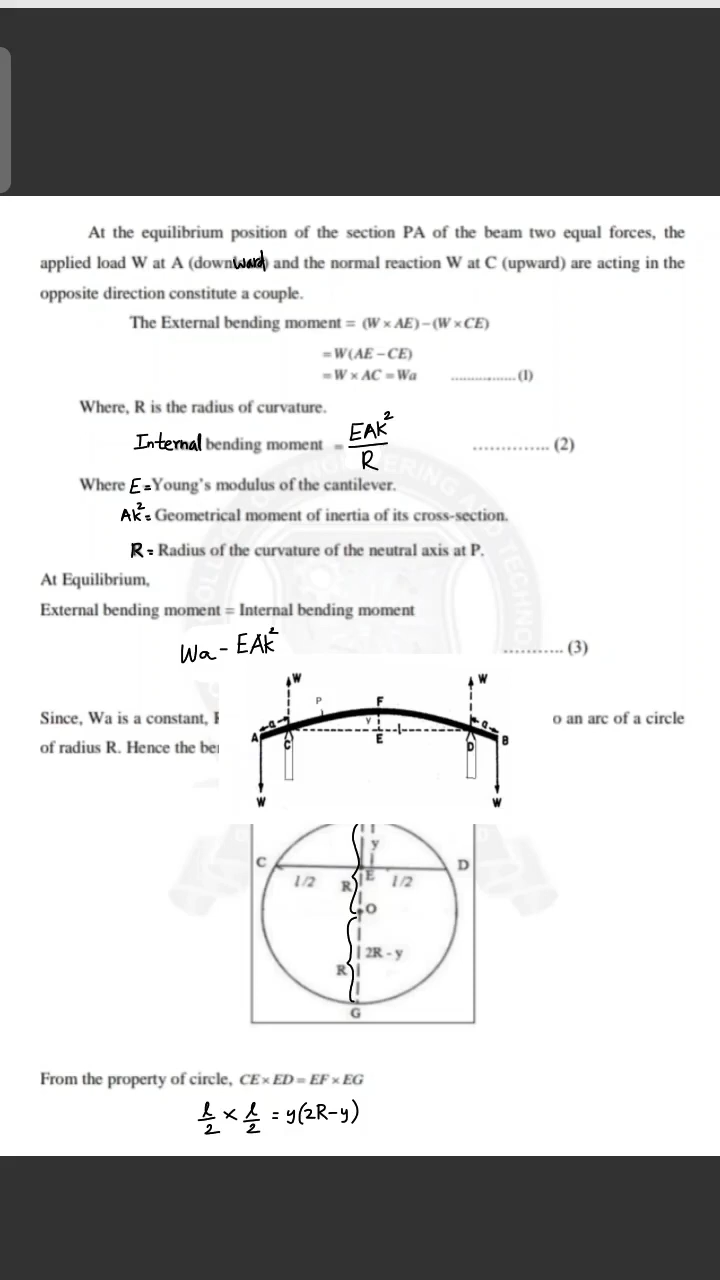 At the equilibrium position of the section PA of the beam two equal forces, the
applied load W at A (downward) and the normal reaction W at C (upward) are acting in the
opposite direction constitute a couple.
The External bending moment = (W × AE) – (W × CE)
= W(AE – CE)
= W × AC = Wa .................(1)
Where, R is the radius of curvature.
Internal bending moment = EAK²/R ..............(2)
Where E = Young's modulus of the cantilever.
AK² = Geometrical moment of inertia of its cross-section.
R = Radius of the curvature of the neutral axis at P.
At Equilibrium,
External bending moment = Internal bending moment
Wa - EAK² ...........(3)
W W
P F
Since, Wa is a constant, o an arc of a circle
a y l a
A C E D B
of radius R. Hence the
W W
y
C E D
l/2 R l/2
O
2R - y
R
G
From the property of circle, CE × ED = EF × EG
l/2 × l/2 = y(2R-y)